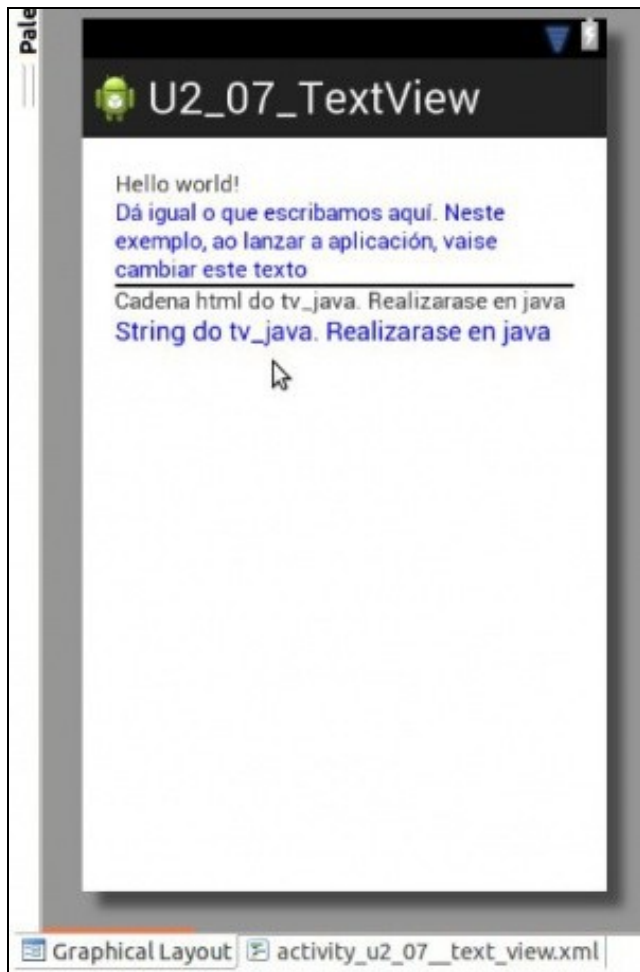 Pale
U2_07_TextView
Hello world!
Dá igual o que escribamos aquí. Neste
exemplo, ao lanzar a aplicación, vaise
cambiar este texto
Cadena html do tv_java. Realizarase en java
String do tv_java. Realizarase en java
Graphical Layout
activity_u2_07__text_view.xml